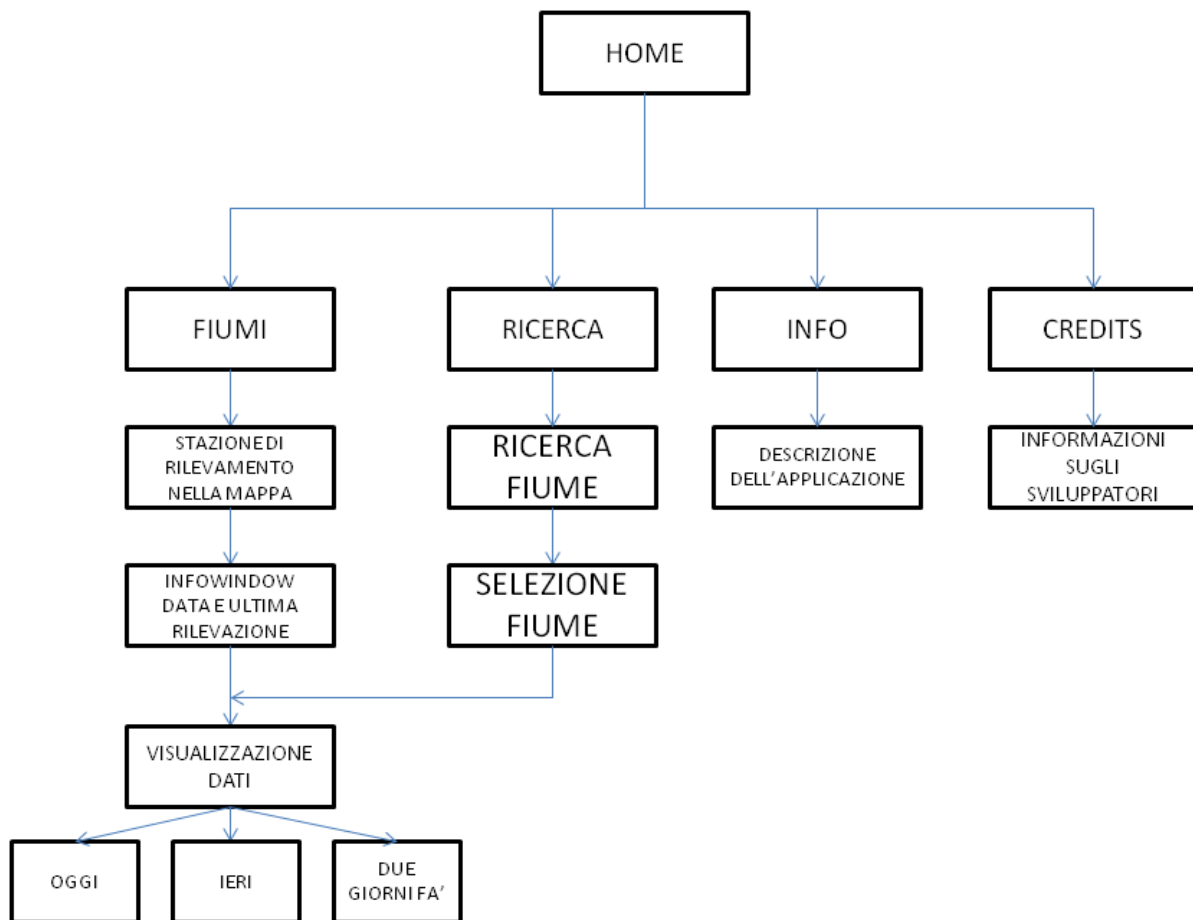 HOME
FIUMI
RICERCA
INFO
CREDITS
STAZIONE DI
RILEVAMENTO
NELLA MAPPA
RICERCA
FIUME
DESCRIZIONE
DELL’APPLICAZIONE
INFORMAZIONI
SUGLI
SVILUPPATORI
INFOWINDOW
DATA E ULTIMA
RILEVAZIONE
SELEZIONE
FIUME
VISUALIZZAZIONE
DATI
OGGI
IERI
DUE
GIORNI FA’